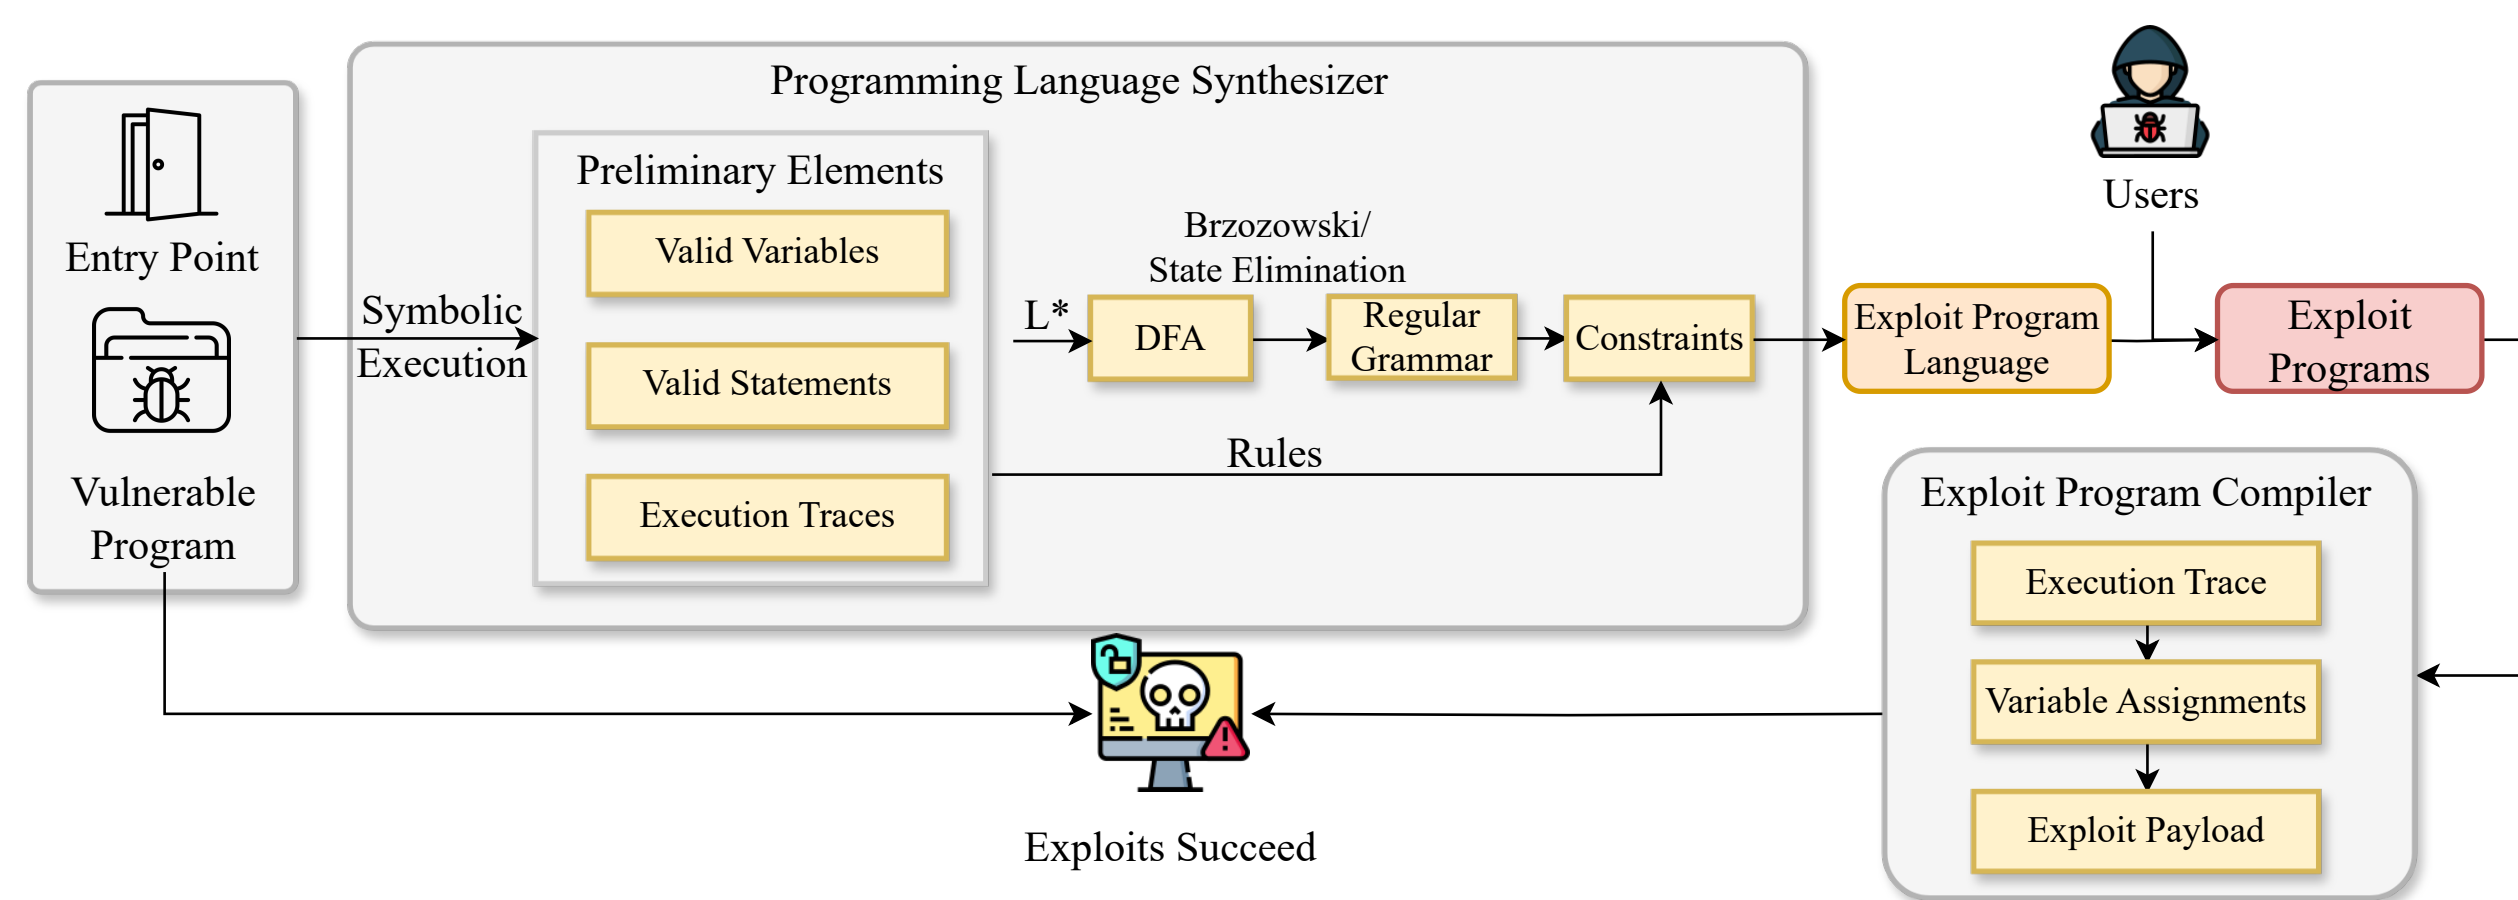 Programming Language Synthesizer
Entry Point
Vulnerable
Program
Symbolic
Execution
Preliminary Elements
Valid Variables
Valid Statements
Execution Traces
L*
DFA
Brzozowski/
State Elimination
Regular
Grammar
Constraints
Rules
Exploit Program
Language
Users
Exploit
Programs
Exploit Program Compiler
Execution Trace
Variable Assignments
Exploit Payload
Exploits Succeed